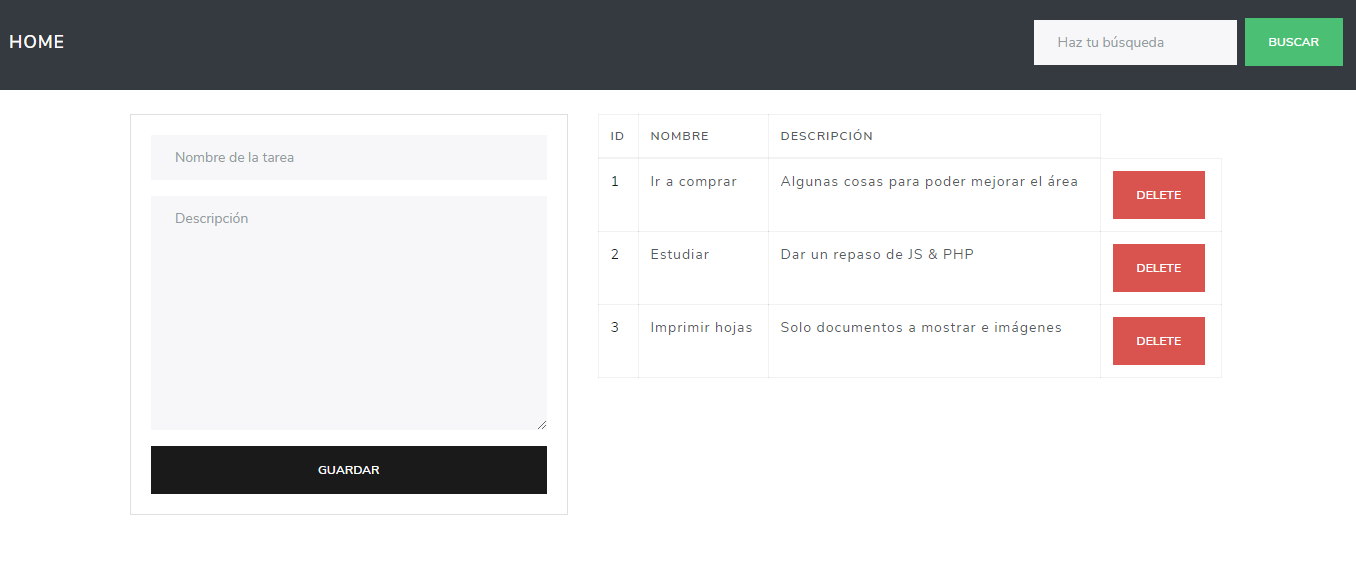 HOME
Haz tu búsqueda
BUSCAR
Nombre de la tarea
Descripción
GUARDAR
ID NOMBRE DESCRIPCIÓN
1 Ir a comprar Algunas cosas para poder mejorar el área DELETE
2 Estudiar Dar un repaso de JS & PHP DELETE
3 Imprimir hojas Solo documentos a mostrar e imágenes DELETE